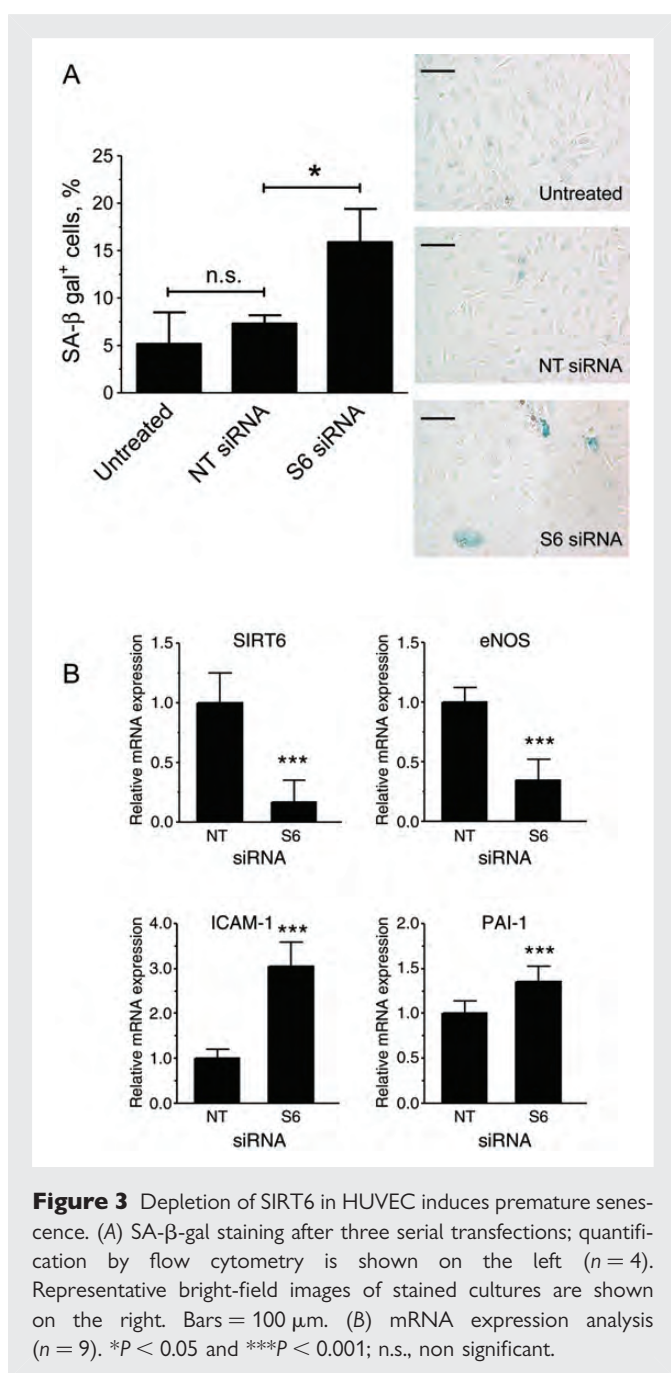 A
25
20
15
10
5
0
SA-β gal⁺ cells, %
n.s.
*
Untreated
NT siRNA
S6 siRNA
Untreated
NT siRNA
S6 siRNA
B
SIRT6
Relative mRNA expression
1.5
1.0
0.5
0.0
***
NT S6
siRNA
eNOS
Relative mRNA expression
1.5
1.0
0.5
0.0
***
NT S6
siRNA
ICAM-1
Relative mRNA expression
4.0
3.0
2.0
1.0
0.0
***
NT S6
siRNA
PAI-1
Relative mRNA expression
2.0
1.5
1.0
0.5
0.0
***
NT S6
siRNA
Figure 3 Depletion of SIRT6 in HUVEC induces premature senes-
cence. (A) SA-β-gal staining after three serial transfections; quantifi-
cation by flow cytometry is shown on the left (n = 4).
Representative bright-field images of stained cultures are shown
on the right. Bars = 100 μm. (B) mRNA expression analysis
(n = 9). *P < 0.05 and ***P < 0.001; n.s., non significant.